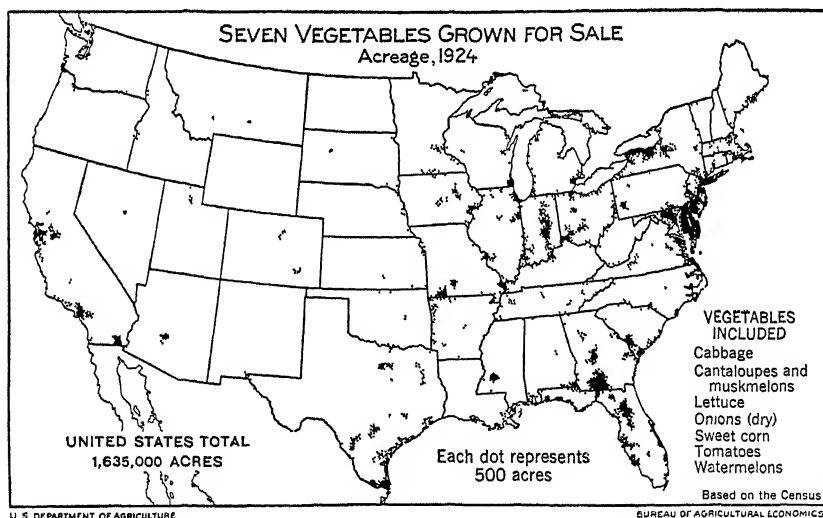 SEVEN VEGETABLES GROWN FOR SALE
Acreage, 1924
VEGETABLES
INCLUDED
Cabbage
Cantaloupes and
muskmelons
Lettuce
Onions (dry)
Sweet corn
Tomatoes
Watermelons
UNITED STATES TOTAL
1,635,000 ACRES
Each dot represents
500 acres
Based on the Census
U. S. DEPARTMENT OF AGRICULTURE
BUREAU OF AGRICULTURAL ECONOMICS